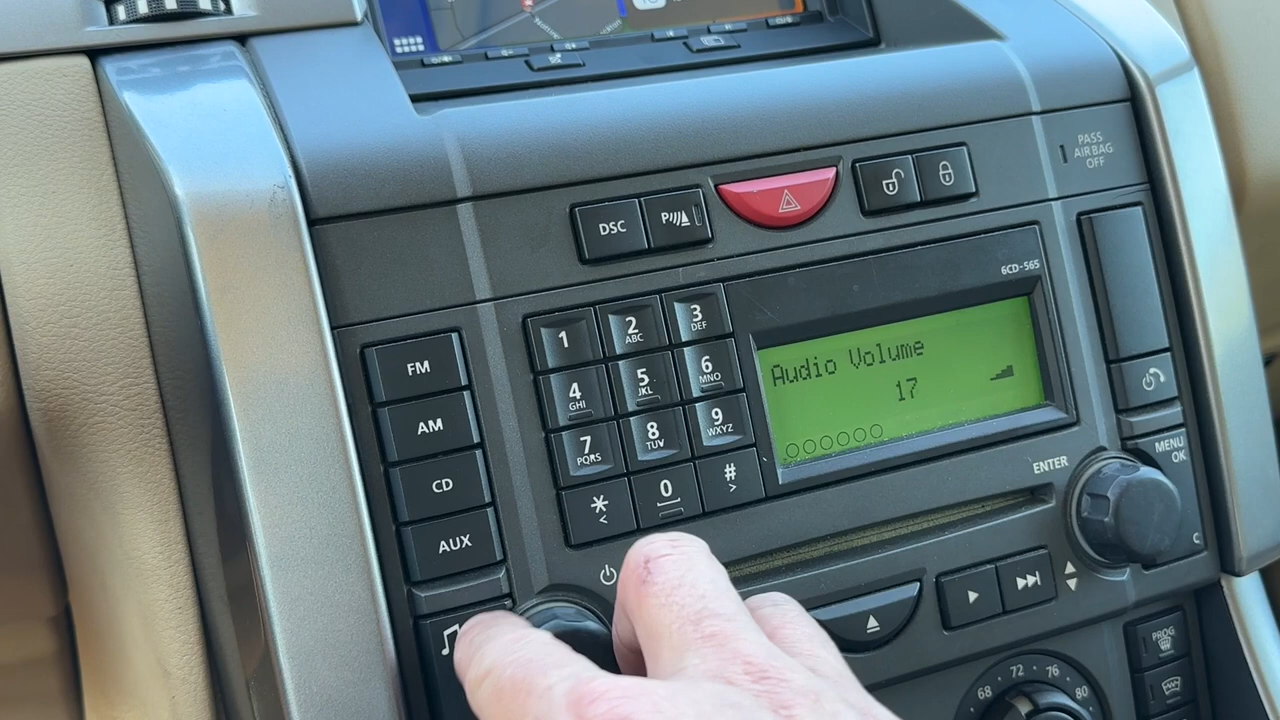 PASS
AIR BAG
OFF
DSC
P
6CD-565
FM
AM
CD
AUX
1
2
ABC
3
DEF
4
GHI
5
JKL
6
MNO
7
PQRS
8
TUV
9
WXYZ
*
<
0
#
>
Audio Volume
17
ENTER
MENU
OK
C
PROG
68 72 76 80